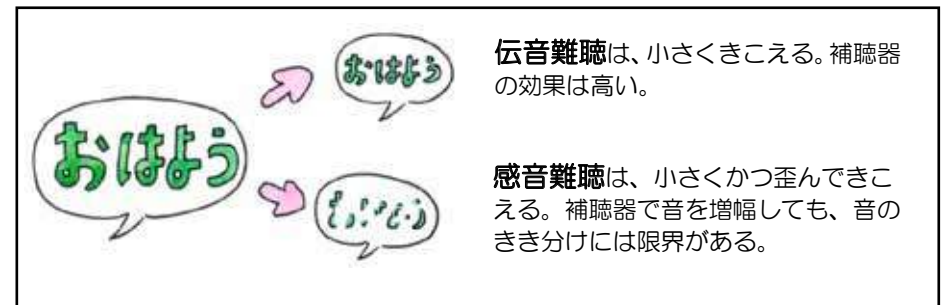 おはよう
おはよう
伝音難聴は、小さくきこえる。補聴器
の効果は高い。
感音難聴は、小さくかつ歪んできこ
える。補聴器で音を増幅しても、音の
きき分けには限界がある。